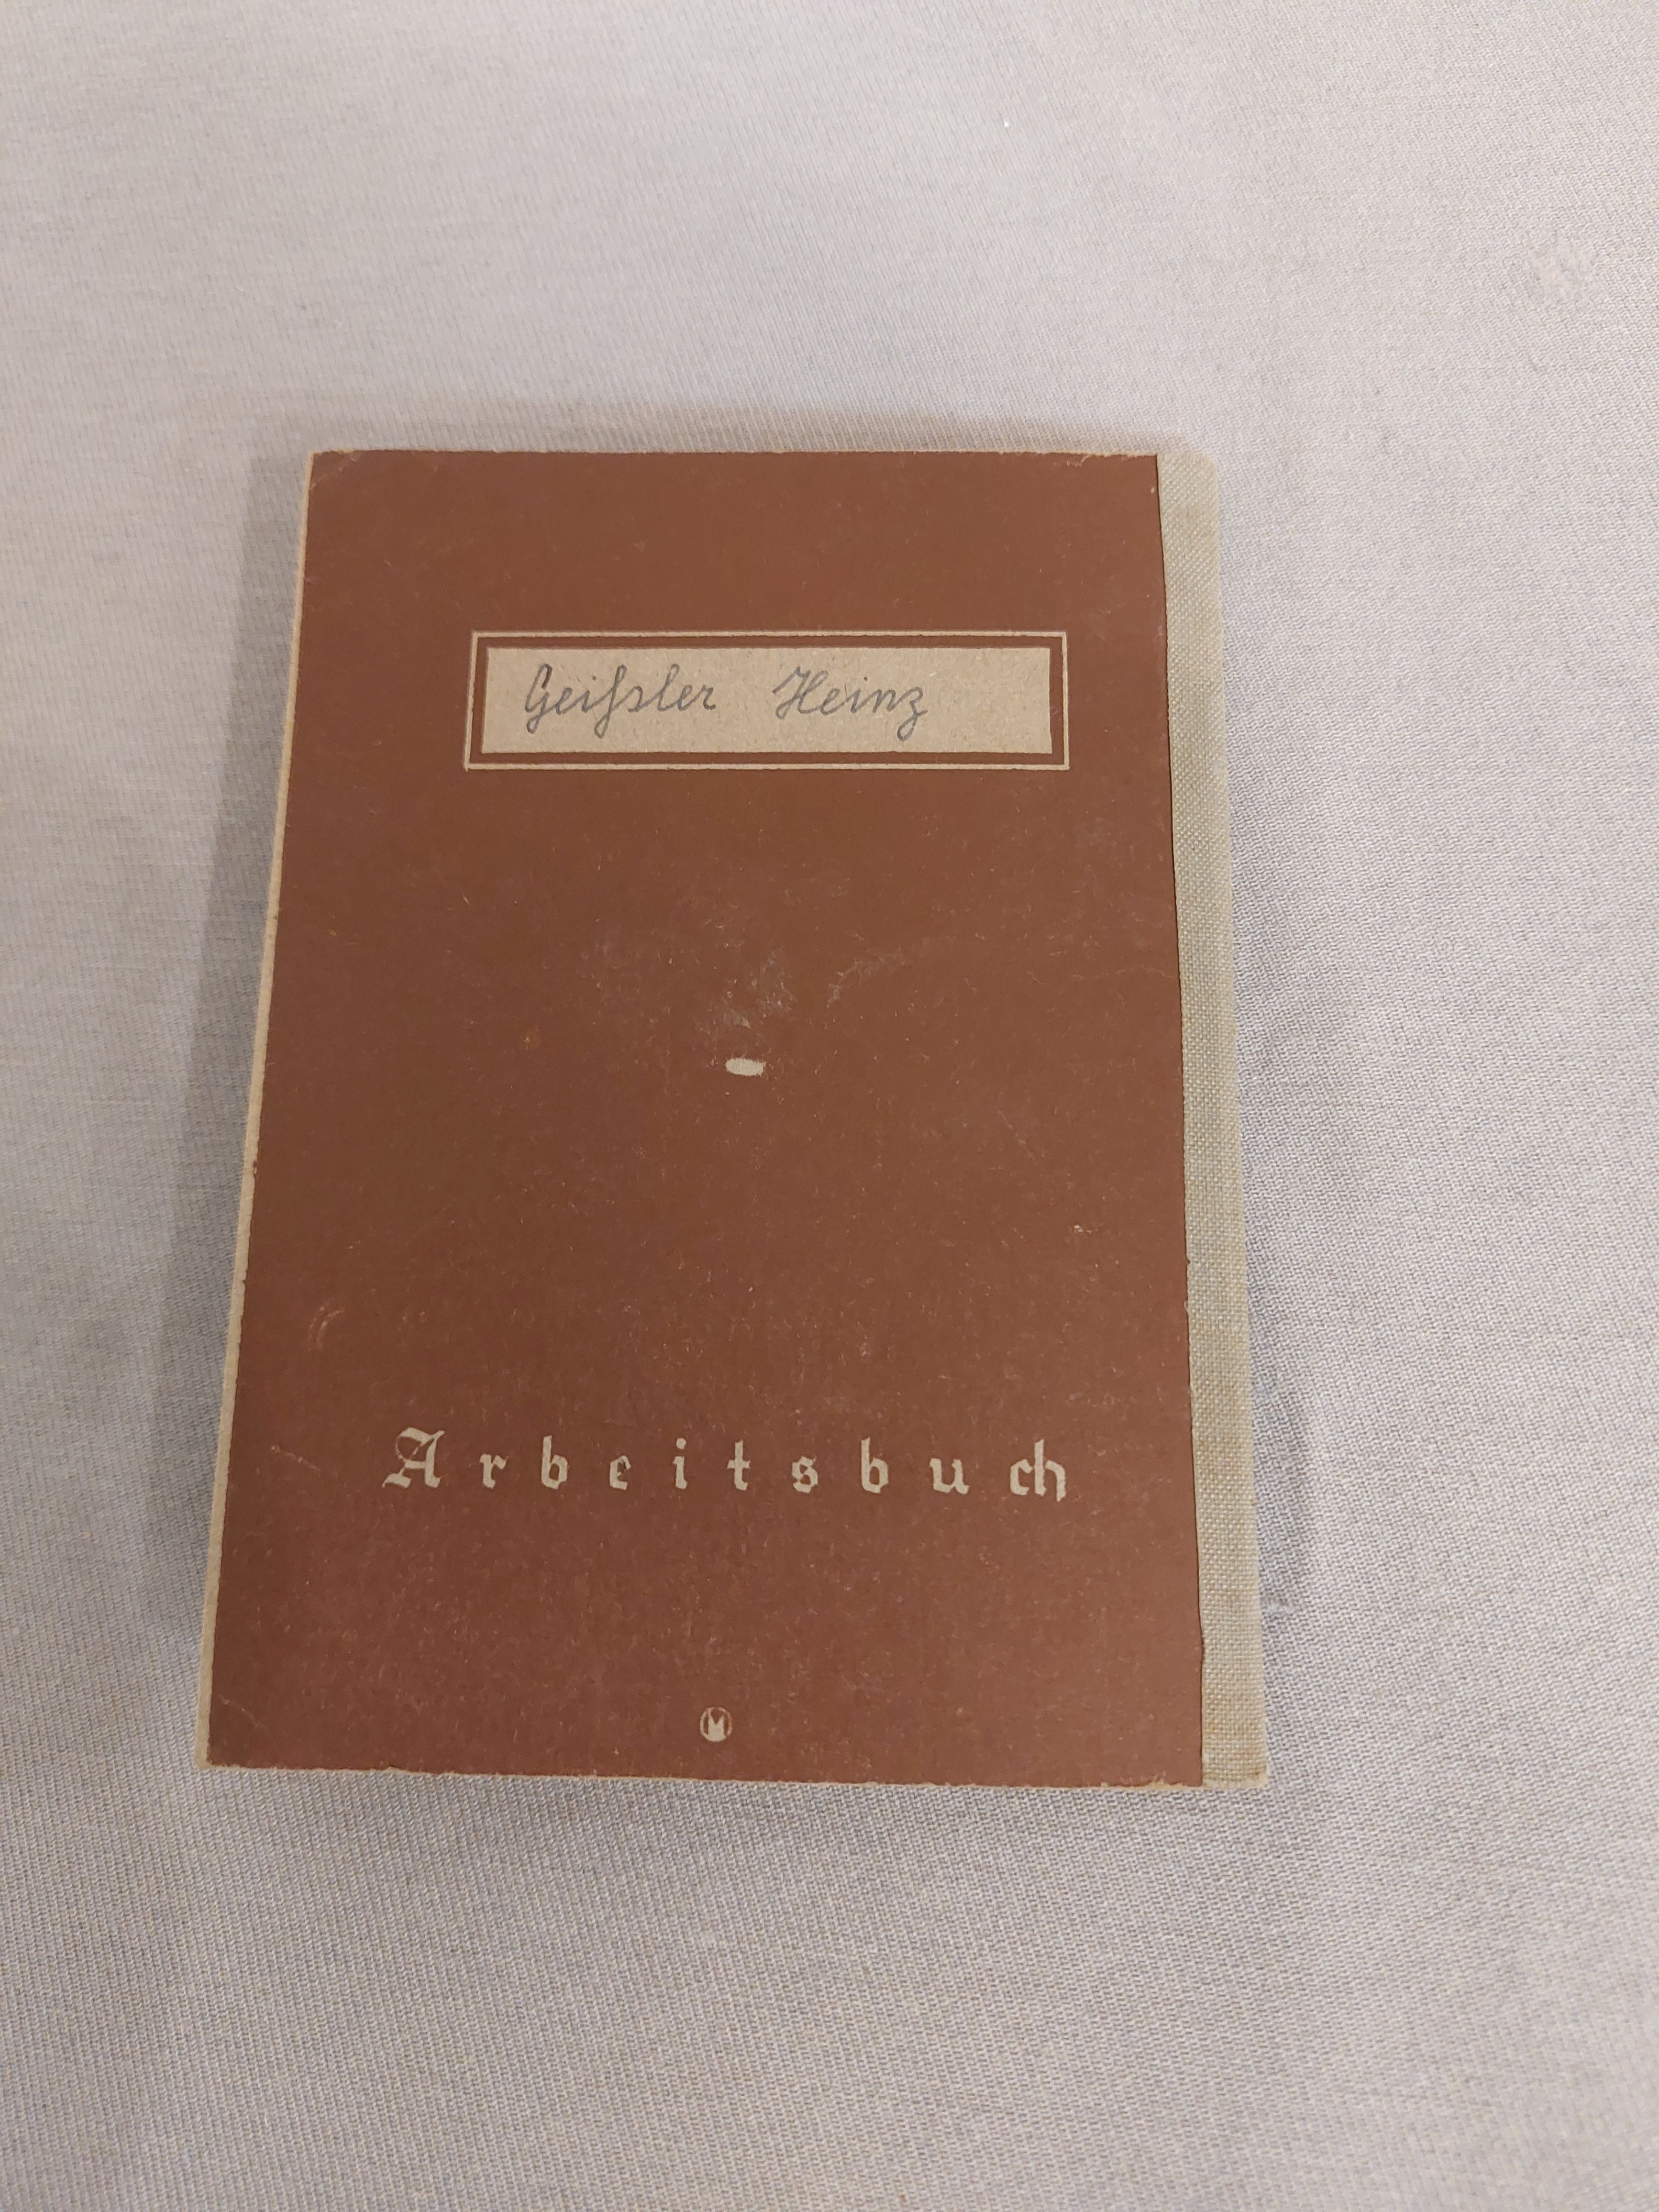 Geißler Heinz
Arbeitsbuch
M